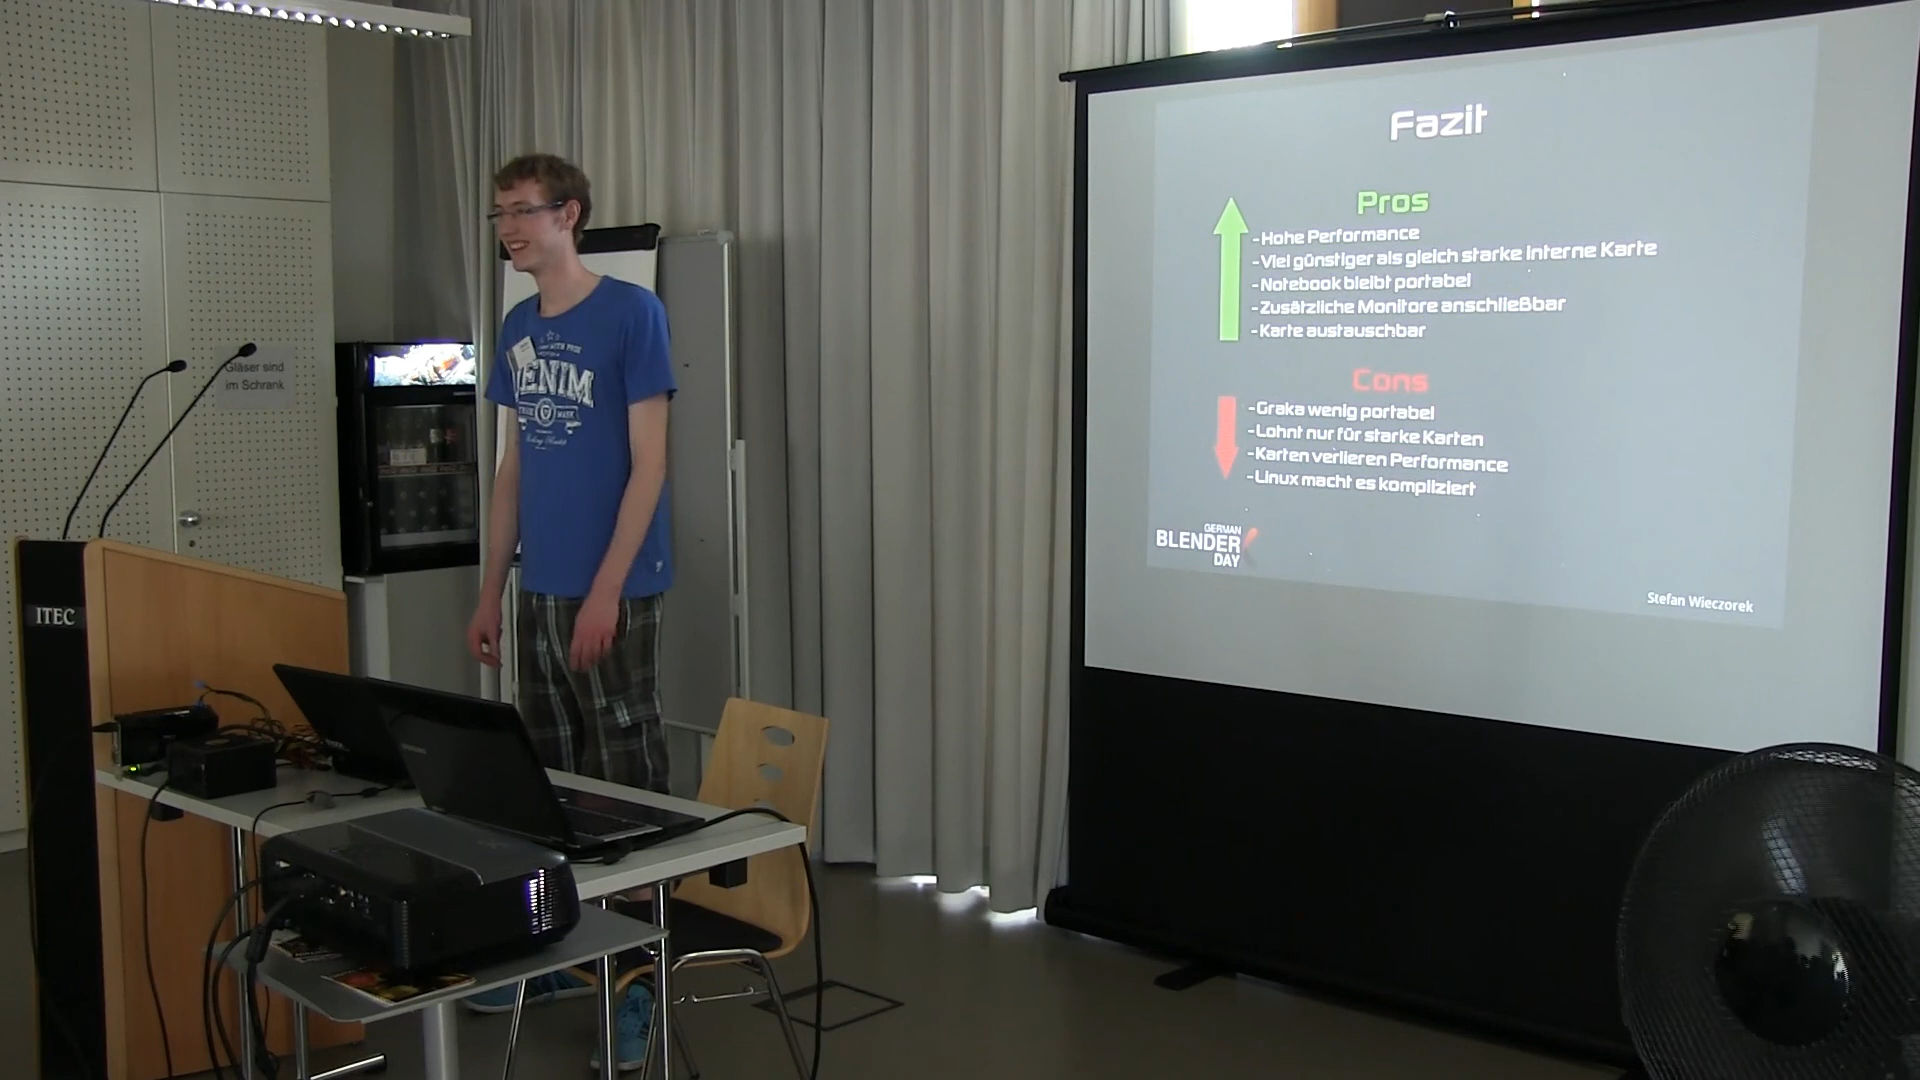 Fazit
Pros
-Hohe Performance
-Viel günstiger als gleich starke interne Karte
-Notebook bleibt portabel
-Zusätzliche Monitore anschließbar
-Karte austauschbar
Cons
-Graka wenig portabel
-Lohnt nur für starke Karten
-Karten verlieren Performance
-Linux macht es kompliziert
GERMAN
BLENDER
DAY
Stefan Wieczorek
Gläser sind
im Schrank
DENIM
ITEC